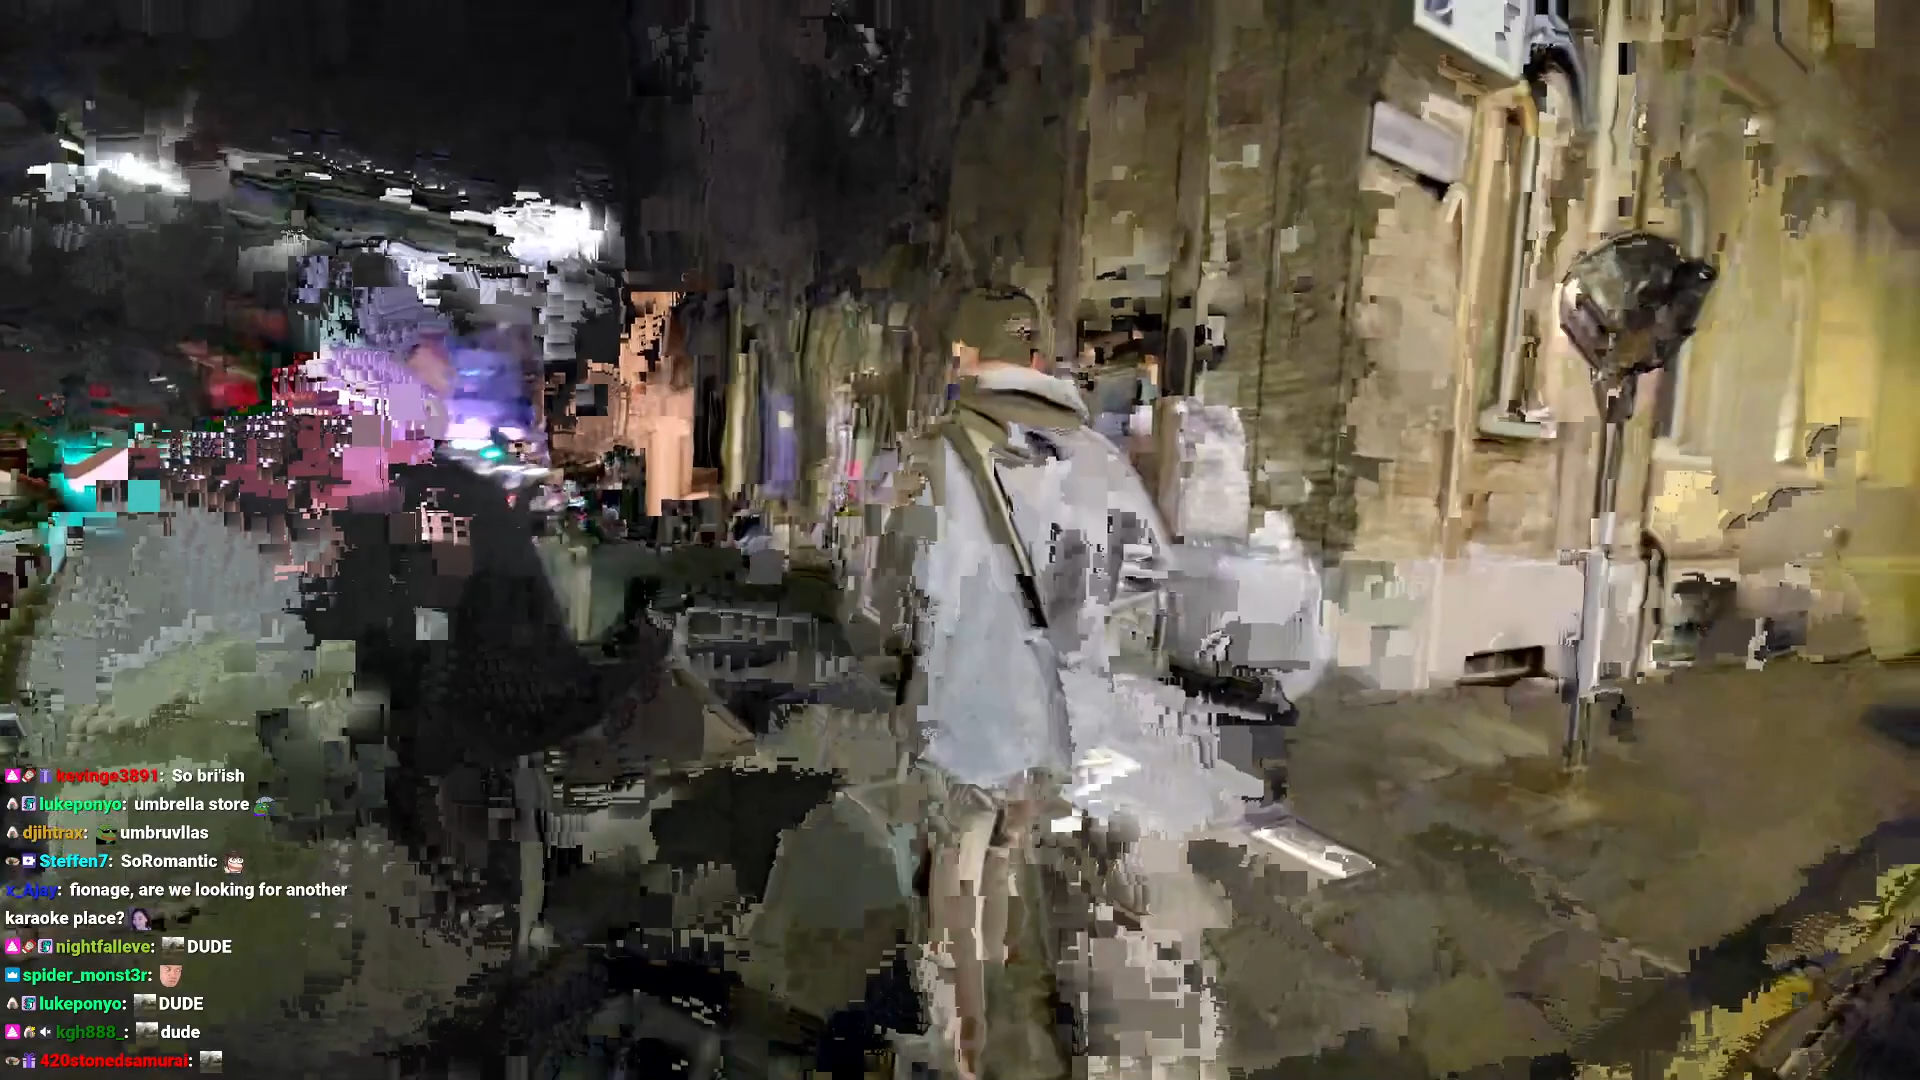 kevinge3891: So bri'ish
lukeponyo: umbrella store
djihtrax: umbruvllas
Steffen7: SoRomantic
x_Ajay: fionage, are we looking for another
karaoke place?
nightfalleve: DUDE
spider_monst3r:
lukeponyo: DUDE
kgh888_: dude
420stonedsamurai: